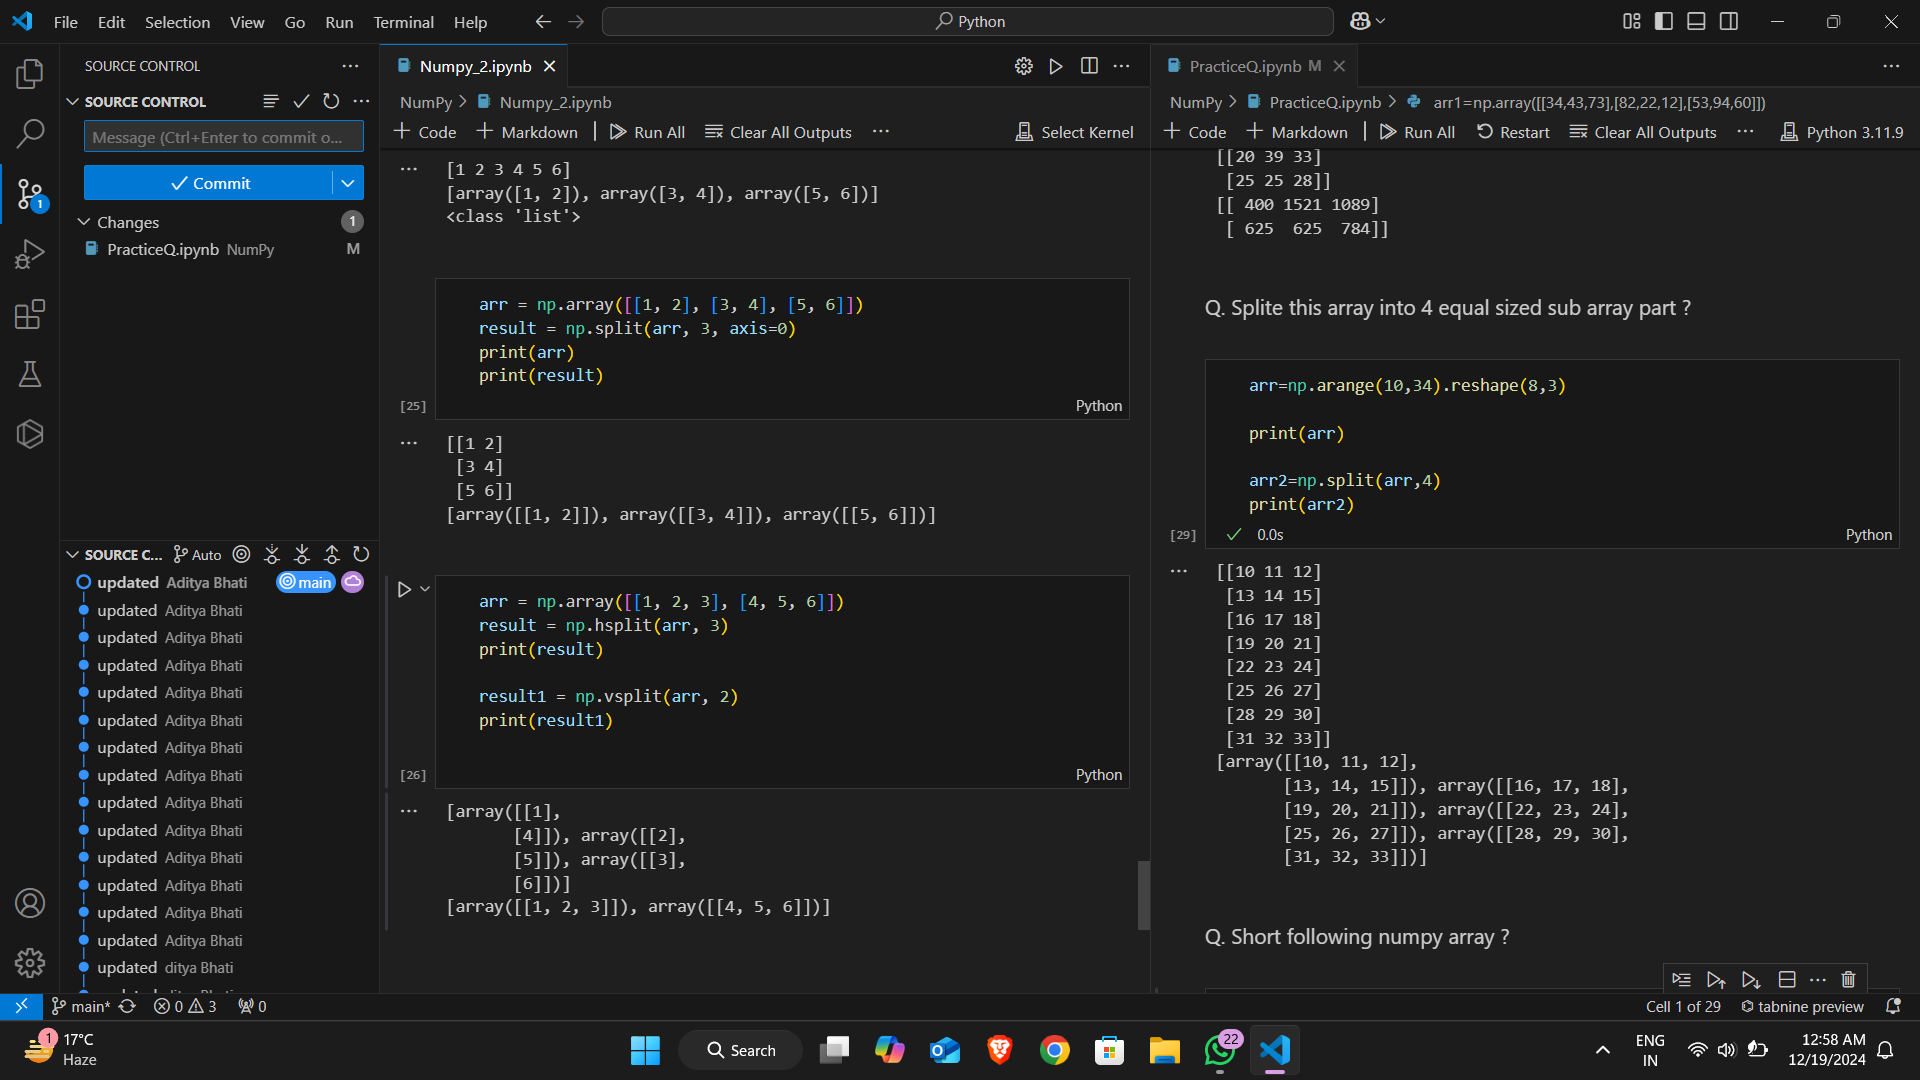 File Edit Selection View Go Run Terminal Help
Python
SOURCE CONTROL
SOURCE CONTROL
Message (Ctrl+Enter to commit o...
Commit
Changes 1
PracticeQ.ipynb NumPy M
1
SOURCE C... Auto
updated Aditya Bhati main
updated Aditya Bhati
updated Aditya Bhati
updated Aditya Bhati
updated Aditya Bhati
updated Aditya Bhati
updated Aditya Bhati
updated Aditya Bhati
updated Aditya Bhati
updated Aditya Bhati
updated Aditya Bhati
updated Aditya Bhati
updated Aditya Bhati
updated Aditya Bhati
updated ditya Bhati
Numpy_2.ipynb
NumPy > Numpy_2.ipynb
+ Code + Markdown Run All Clear All Outputs ... Select Kernel
[1 2 3 4 5 6]
[array([1, 2]), array([3, 4]), array([5, 6])]
<class 'list'>
arr = np.array([[1, 2], [3, 4], [5, 6]])
result = np.split(arr, 3, axis=0)
print(arr)
print(result)
[25] Python
[[1 2]
[3 4]
[5 6]]
[array([[1, 2]]), array([[3, 4]]), array([[5, 6]])]
arr = np.array([[1, 2, 3], [4, 5, 6]])
result = np.hsplit(arr, 3)
print(result)
result1 = np.vsplit(arr, 2)
print(result1)
[26] Python
[array([[1],
[4]]), array([[2],
[5]]), array([[3],
[6]])]
[array([[1, 2, 3]]), array([[4, 5, 6]])]
PracticeQ.ipynb M
NumPy > PracticeQ.ipynb > arr1=np.array([[34,43,73],[82,22,12],[53,94,60]])
+ Code + Markdown Run All Restart Clear All Outputs ... Python 3.11.9
[[20 39 33]
[25 25 28]]
[[ 400 1521 1089]
[ 625  625  784]]
Q. Splite this array into 4 equal sized sub array part ?
arr=np.arange(10,34).reshape(8,3)
print(arr)
arr2=np.split(arr,4)
print(arr2)
[29] 0.0s Python
[[10 11 12]
[13 14 15]
[16 17 18]
[19 20 21]
[22 23 24]
[25 26 27]
[28 29 30]
[31 32 33]]
[array([[10, 11, 12],
[13, 14, 15]]), array([[16, 17, 18],
[19, 20, 21]]), array([[22, 23, 24],
[25, 26, 27]]), array([[28, 29, 30],
[31, 32, 33]])]
Q. Short following numpy array ?
main* 0 3 0
Cell 1 of 29 tabnine preview
1 17°C
Haze
Search
22
ENG
IN
12:58 AM
12/19/2024